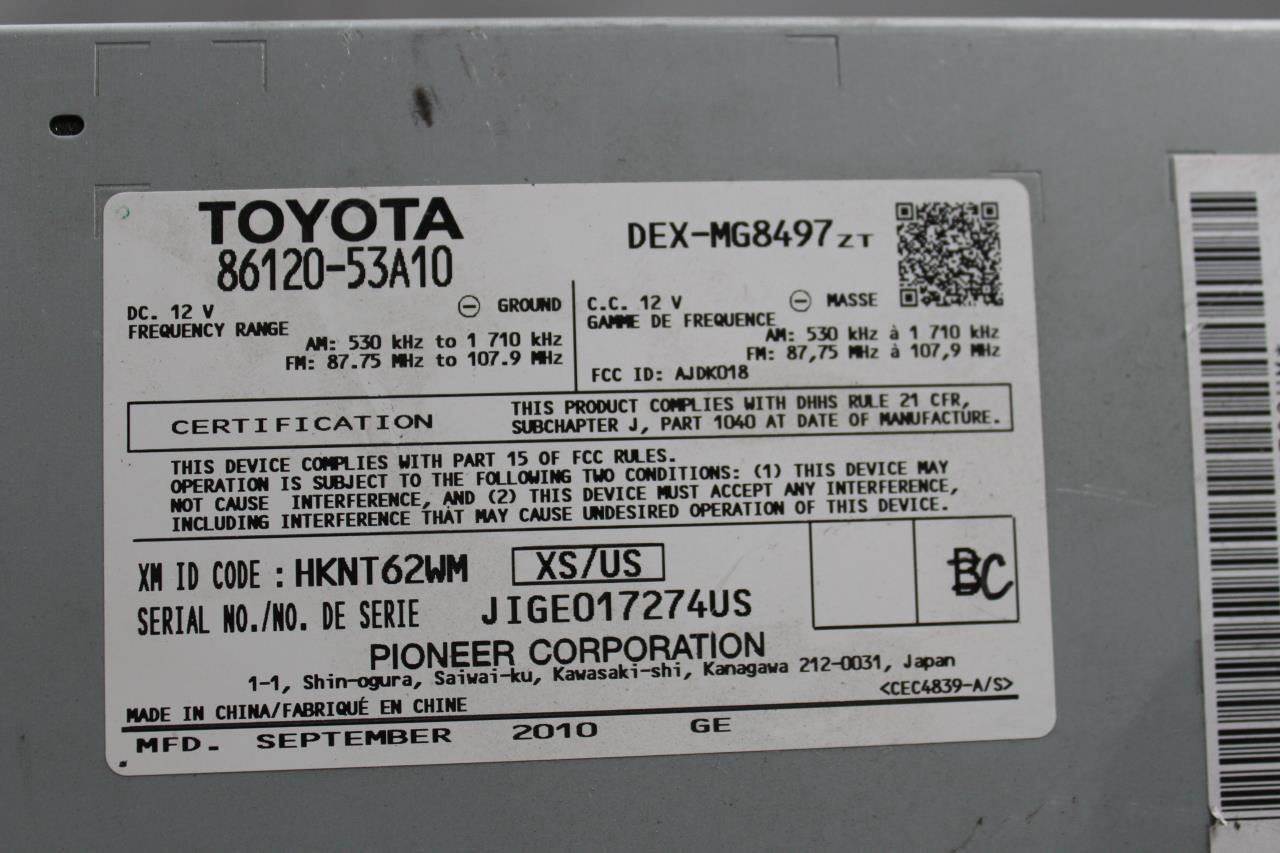 TOYOTA
86120-53A10
DEX-MG8497 ZT
DC. 12 V ⊖ GROUND
FREQUENCY RANGE
AM: 530 kHz to 1 710 kHz
FM: 87.75 MHz to 107.9 MHz
C.C. 12 V ⊖ MASSE
GAMME DE FREQUENCE
AM: 530 kHz à 1 710 kHz
FM: 87,75 MHz à 107,9 MHz
FCC ID: AJDK018
CERTIFICATION
THIS PRODUCT COMPLIES WITH DHHS RULE 21 CFR,
SUBCHAPTER J, PART 1040 AT DATE OF MANUFACTURE.
THIS DEVICE COMPLIES WITH PART 15 OF FCC RULES.
OPERATION IS SUBJECT TO THE FOLLOWING TWO CONDITIONS: (1) THIS DEVICE MAY
NOT CAUSE INTERFERENCE, AND (2) THIS DEVICE MUST ACCEPT ANY INTERFERENCE,
INCLUDING INTERFERENCE THAT MAY CAUSE UNDESIRED OPERATION OF THIS DEVICE.
XM ID CODE : HKNT62WM XS/US
BC
SERIAL NO./NO. DE SERIE JIGE017274US
PIONEER CORPORATION
1-1, Shin-ogura, Saiwai-ku, Kawasaki-shi, Kanagawa 212-0031, Japan
<CEC4839-A/S>
MADE IN CHINA/FABRIQUÉ EN CHINE
MFD. SEPTEMBER 2010 GE